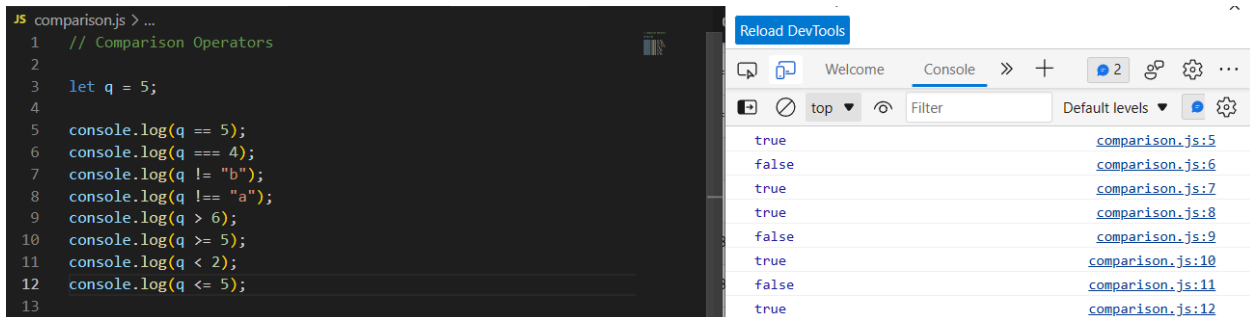 JS comparison.js > ...
1 // Comparison Operators
2
3 let q = 5;
4
5 console.log(q == 5);
6 console.log(q === 4);
7 console.log(q != "b");
8 console.log(q !== "a");
9 console.log(q > 6);
10 console.log(q >= 5);
11 console.log(q < 2);
12 console.log(q <= 5);
13
Reload DevTools
Welcome Console 2
top Filter Default levels
true comparison.js:5
false comparison.js:6
true comparison.js:7
true comparison.js:8
false comparison.js:9
true comparison.js:10
false comparison.js:11
true comparison.js:12